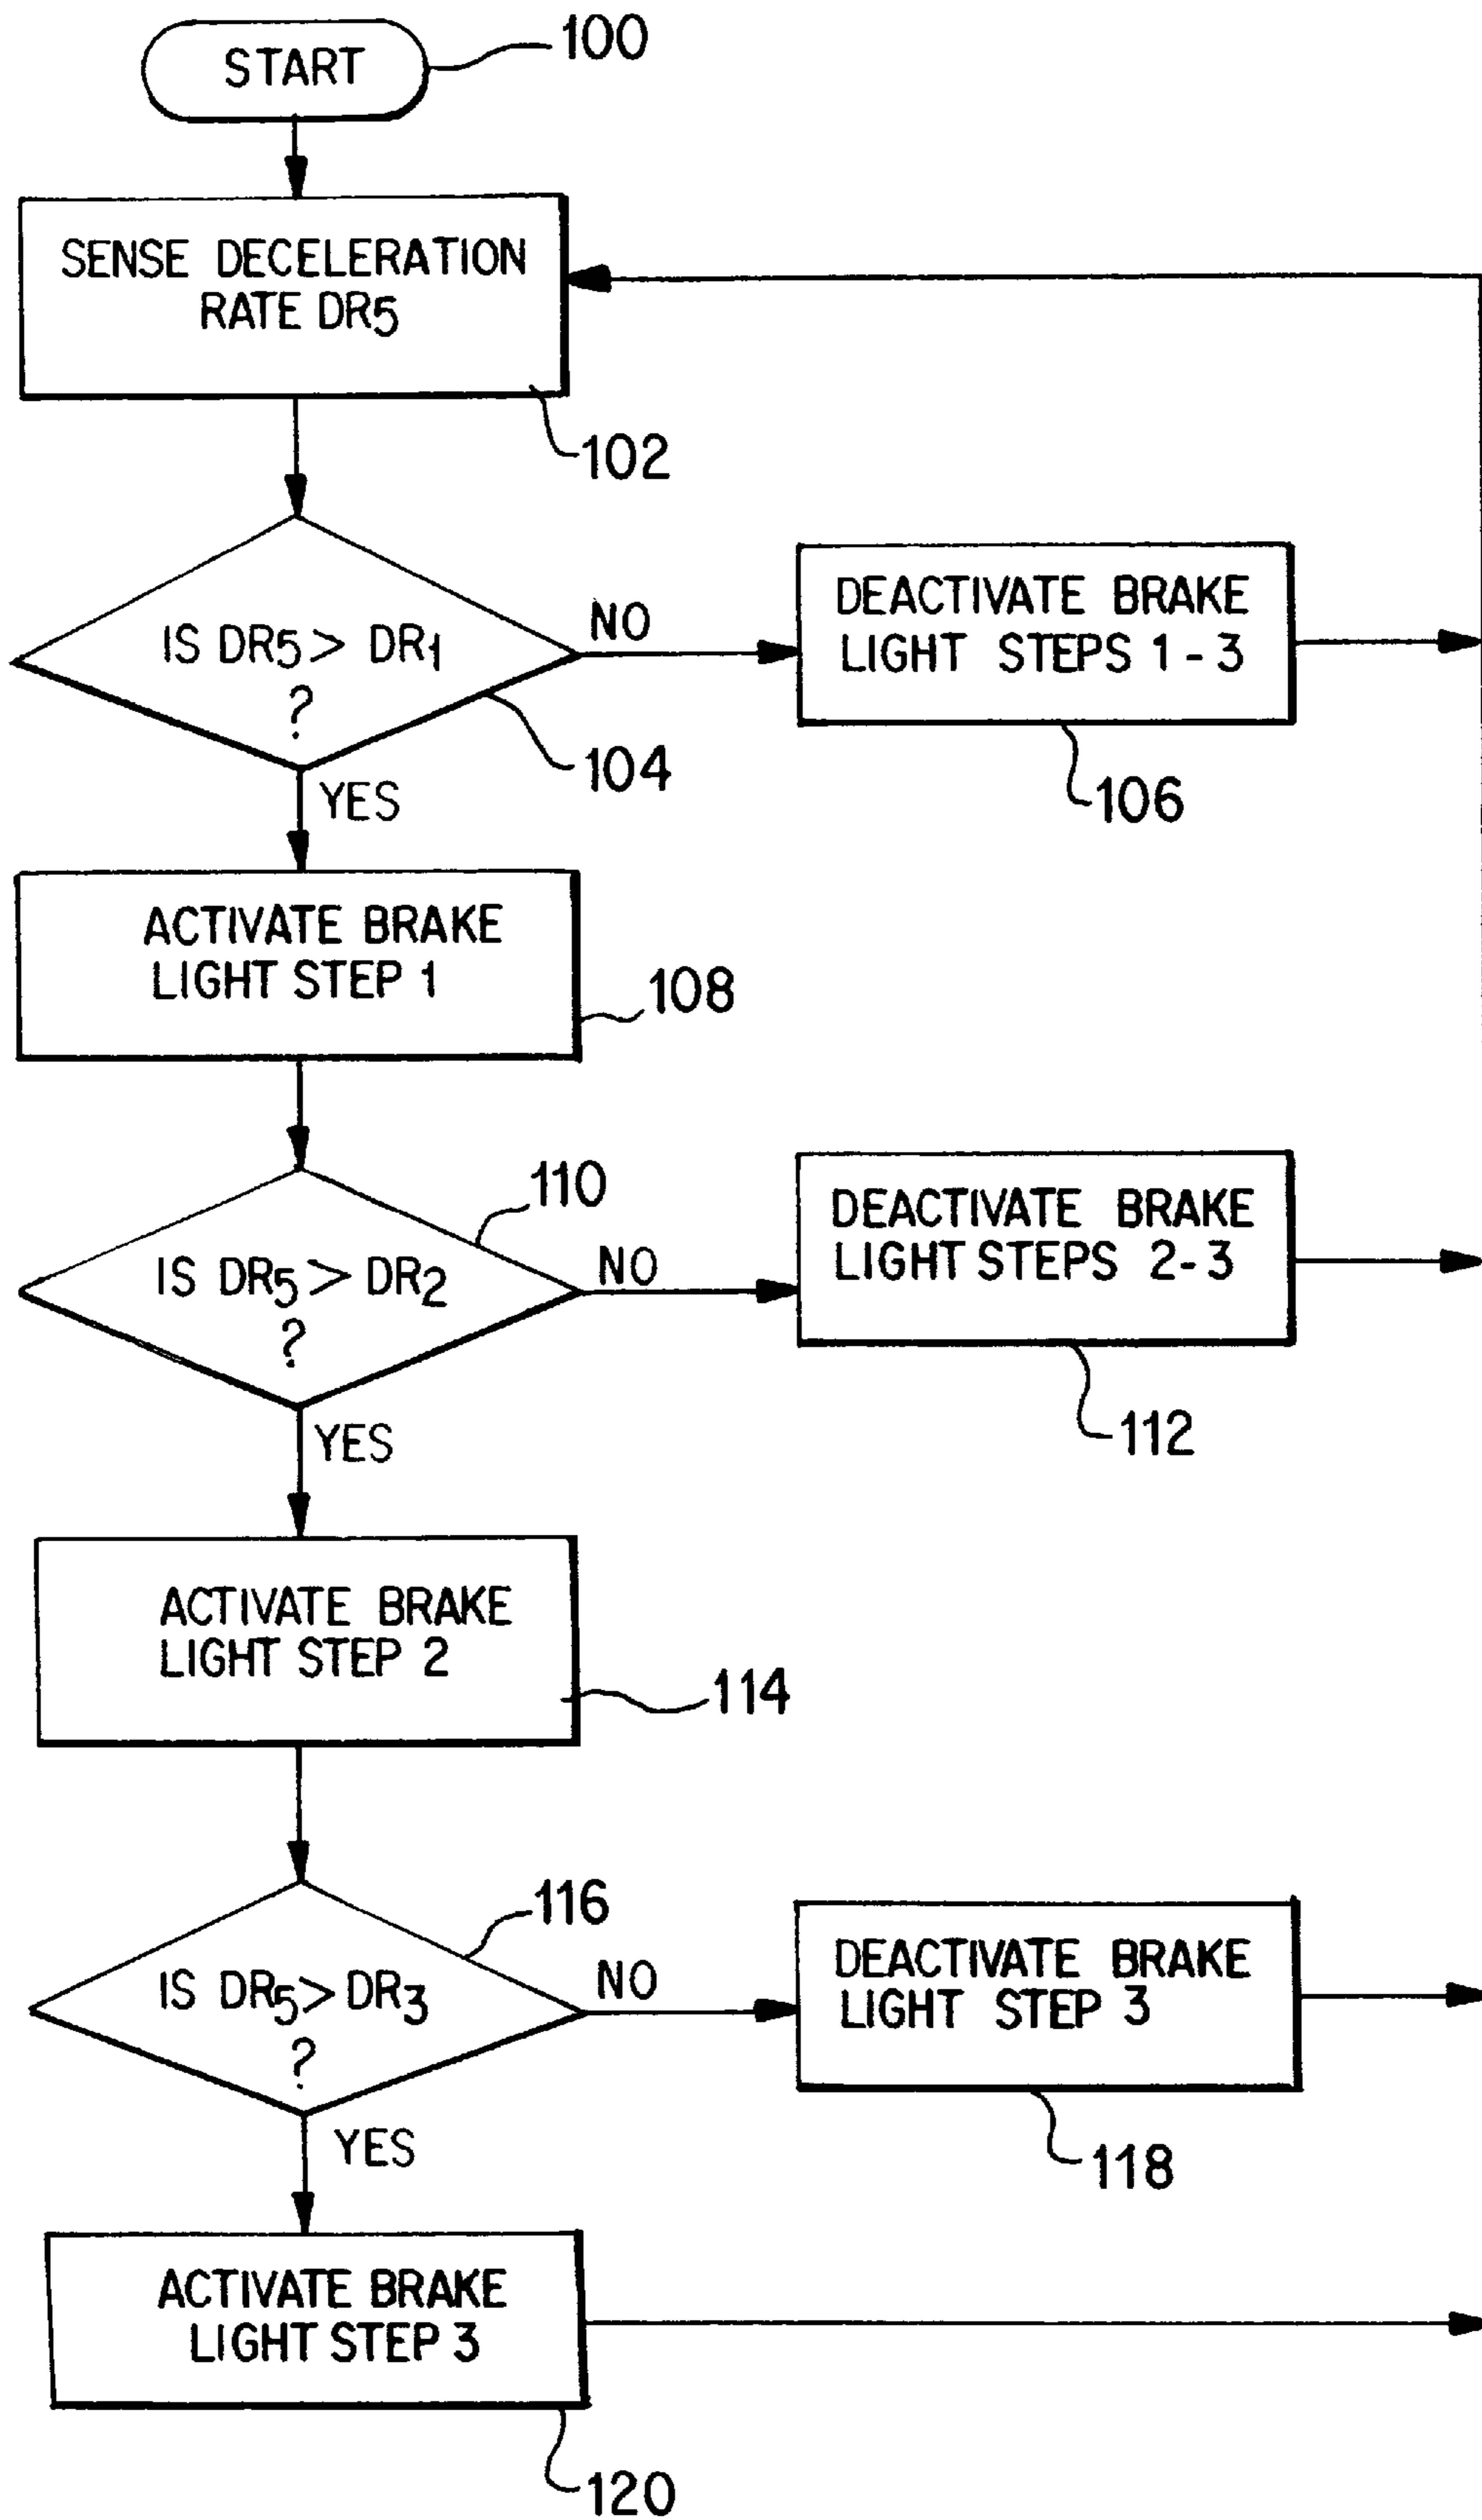 START
100
SENSE DECELERATION
RATE DR5
102
IS DR5 > DR1
?
NO
104
YES
DEACTIVATE BRAKE
LIGHT STEPS 1-3
106
ACTIVATE BRAKE
LIGHT STEP 1
108
110
IS DR5 > DR2
?
NO
YES
DEACTIVATE BRAKE
LIGHT STEPS 2-3
112
ACTIVATE BRAKE
LIGHT STEP 2
114
116
IS DR5 > DR3
?
NO
YES
DEACTIVATE BRAKE
LIGHT STEP 3
118
ACTIVATE BRAKE
LIGHT STEP 3
120